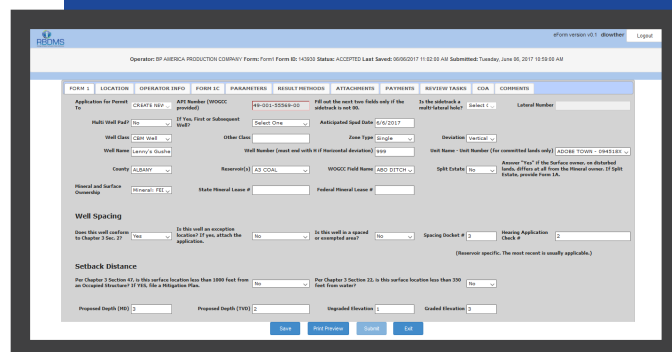 RBDMS
eForm version v0.1 dlowther Logout
Operator: BP AMERICA PRODUCTION COMPANY Form: Form1 Form ID: 143936 Status: ACCEPTED Last Saved: 06/06/2017 11:02:00 AM Submitted: Tuesday, June 06, 2017 10:59:00 AM
FORM 1 LOCATION OPERATOR INFO FORM 1C PARAMETERS RESULT METHODS ATTACHMENTS PAYMENTS REVIEW TASKS COA COMMENTS
Application for Permit To CREATE NEW API Number (WOGCC provided) 49-001-55569-00 Fill out the next two fields only if the sidetrack is not 00. Is the sidetrack a multi-lateral hole? Select Lateral Number
Multi Well Pad? No If Yes, First or Subsequent Well? Select One Anticipated Spud Date 6/6/2017
Well Class CBM Well Other Class Zone Type Single Deviation Vertical
Well Name Lenny's Gushe Well Number (must end with H if Horizontal deviation) 999 Unit Name - Unit Number (for committed lands only) ADOBE TOWN - 094518X
County ALBANY Reservoir(s) A3 COAL WOGCC Field Name ABO DITCH Split Estate No Answer "Yes" if the Surface owner, on disturbed lands, differs at all from the Mineral owner. If Split Estate, provide Form 1A.
Mineral and Surface Ownership Mineral: FEE State Mineral Lease # Federal Mineral Lease #
Well Spacing
Does this well conform to Chapter 3 Sec. 2? Yes Is this well an exception location? If yes, attach the application. No Is this well in a spaced or exempted area? No Spacing Docket # 3 Hearing Application Check # 2
(Reservoir specific. The most recent is usually applicable.)
Setback Distance
Per Chapter 3 Section 47, is this surface location less than 1000 feet from an Occupied Structure? If YES, file a Mitigation Plan. No Per Chapter 3 Section 22, is this surface location less than 350 feet from water? No
Proposed Depth (MD) 3 Proposed Depth (TVD) 2 Ungraded Elevation 1 Graded Elevation 3
Save Print Preview Submit Exit